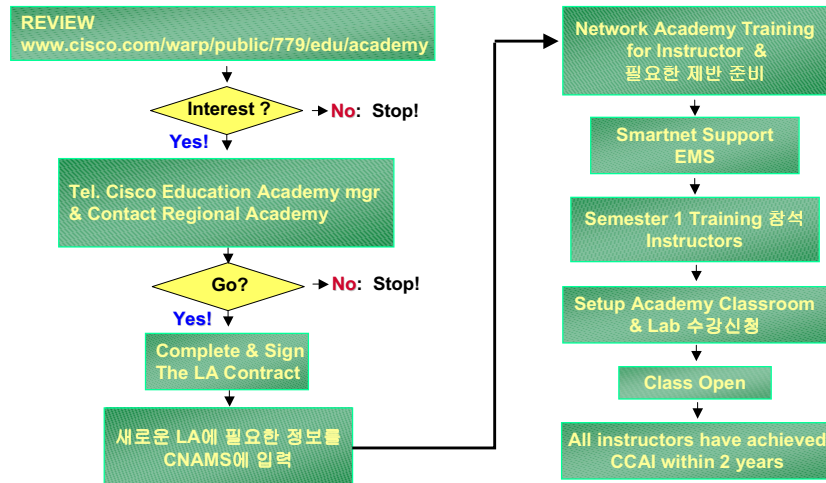 REVIEW
www.cisco.com/warp/public/779/edu/academy
Interest ?
No: Stop!
Yes!
Tel. Cisco Education Academy mgr
& Contact Regional Academy
Go?
No: Stop!
Yes!
Complete & Sign
The LA Contract
새로운 LA에 필요한 정보를
CNAMS에 입력
Network Academy Training
for Instructor &
필요한 제반 준비
Smartnet Support
EMS
Semester 1 Training 참석
Instructors
Setup Academy Classroom
& Lab 수강신청
Class Open
All instructors have achieved
CCAI within 2 years